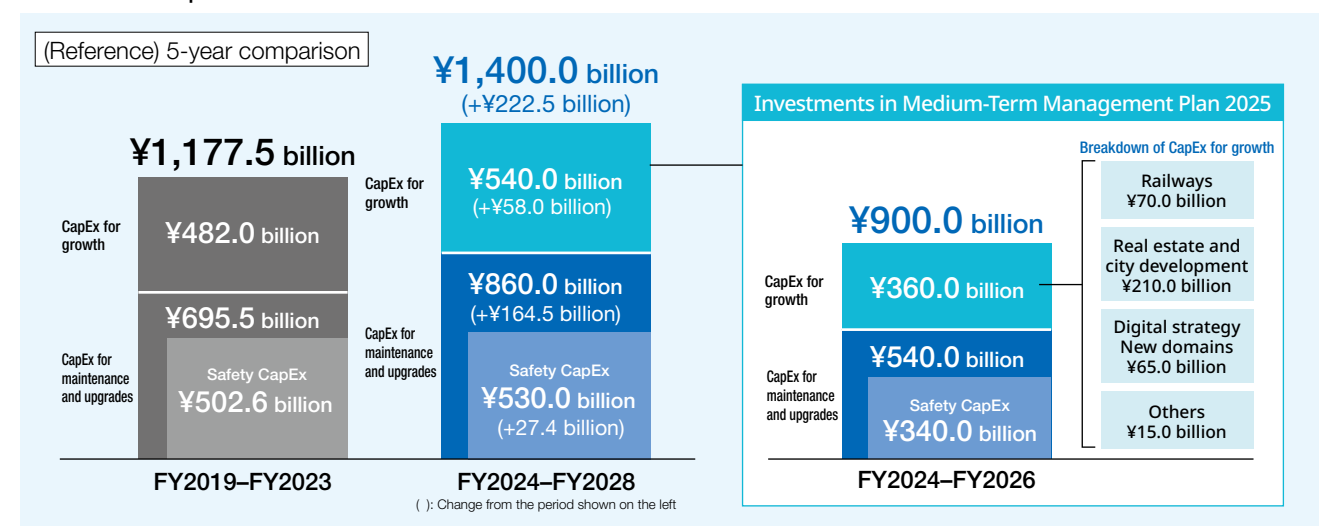 (Reference) 5-year comparison
¥1,177.5 billion
CapEx for
growth
¥482.0 billion
¥695.5 billion
CapEx for
maintenance
and upgrades
Safety CapEx
¥502.6 billion
FY2019–FY2023
¥1,400.0 billion
(+¥222.5 billion)
CapEx for
growth
¥540.0 billion
(+¥58.0 billion)
¥860.0 billion
(+¥164.5 billion)
CapEx for
maintenance
and upgrades
Safety CapEx
¥530.0 billion
(+27.4 billion)
FY2024–FY2028
( ): Change from the period shown on the left
Investments in Medium-Term Management Plan 2025
¥900.0 billion
CapEx for
growth
¥360.0 billion
¥540.0 billion
CapEx for
maintenance
and upgrades
Safety CapEx
¥340.0 billion
FY2024–FY2026
Breakdown of CapEx for growth
Railways
¥70.0 billion
Real estate and
city development
¥210.0 billion
Digital strategy
New domains
¥65.0 billion
Others
¥15.0 billion